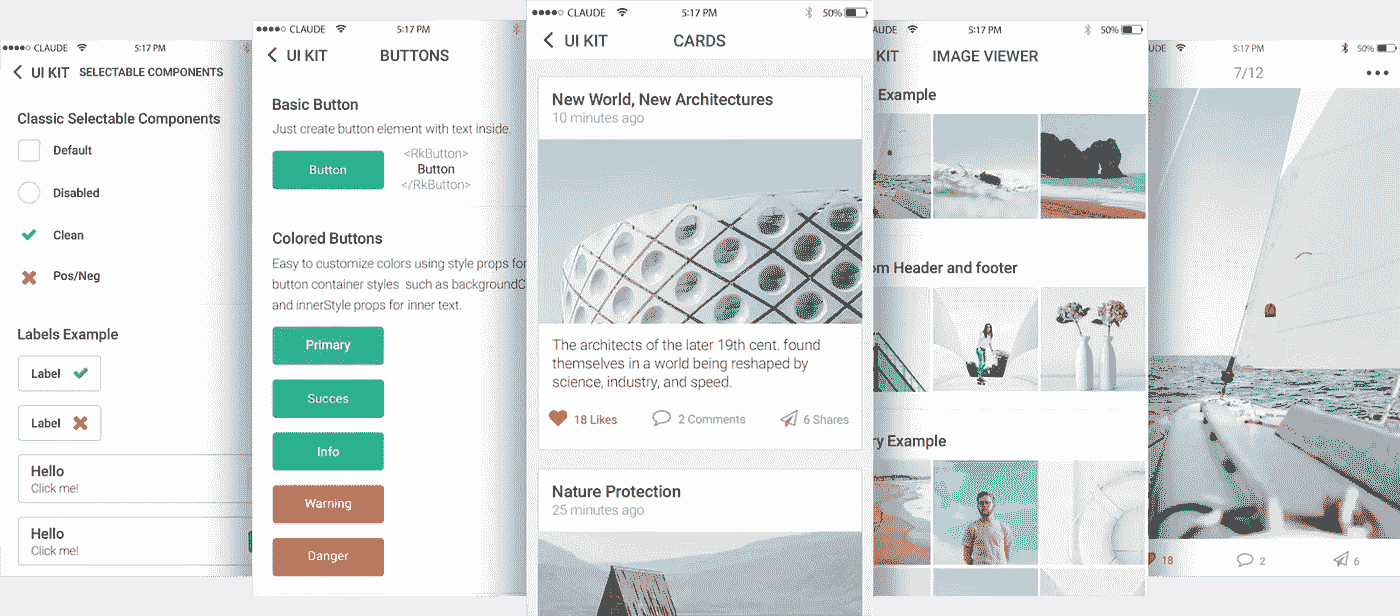 CLAUDE 5:17 PM
UI KIT SELECTABLE COMPONENTS
Classic Selectable Components
Default
Disabled
Clean
Pos/Neg
Labels Example
Label
Label
Hello
Click me!
Hello
Click me!
CLAUDE 5:17 PM
UI KIT BUTTONS
Basic Button
Just create button element with text inside.
Button
<RkButton>
Button
</RkButton>
Colored Buttons
Easy to customize colors using style props for
button container styles such as backgroundC
and innerStyle props for inner text.
Primary
Succes
Info
Warning
Danger
CLAUDE 5:17 PM 50%
UI KIT CARDS
New World, New Architectures
10 minutes ago
The architects of the later 19th cent. found
themselves in a world being reshaped by
science, industry, and speed.
18 Likes 2 Comments 6 Shares
Nature Protection
25 minutes ago
AUDE 5:17 PM 50%
KIT IMAGE VIEWER
Example
om Header and footer
ry Example
UDE 5:17 PM 50%
7/12
18 2 6